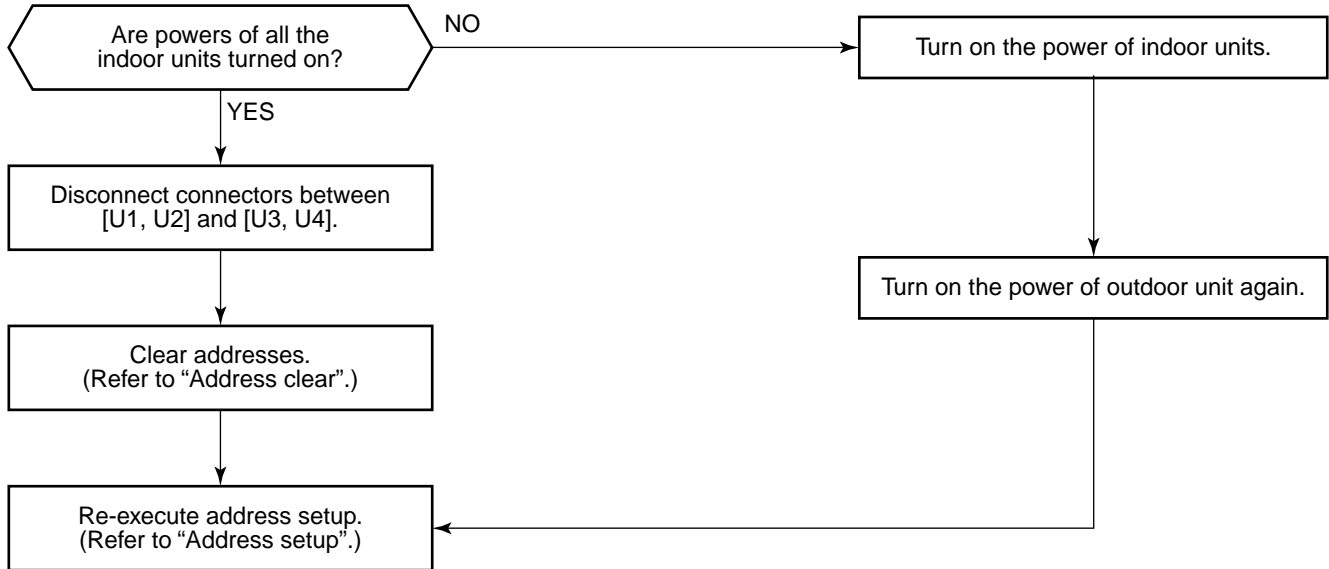 Are powers of all the
indoor units turned on?
NO
Turn on the power of indoor units.
YES
Disconnect connectors between
[U1, U2] and [U3, U4].
Turn on the power of outdoor unit again.
Clear addresses.
(Refer to “Address clear”.)
Re-execute address setup.
(Refer to “Address setup”.)